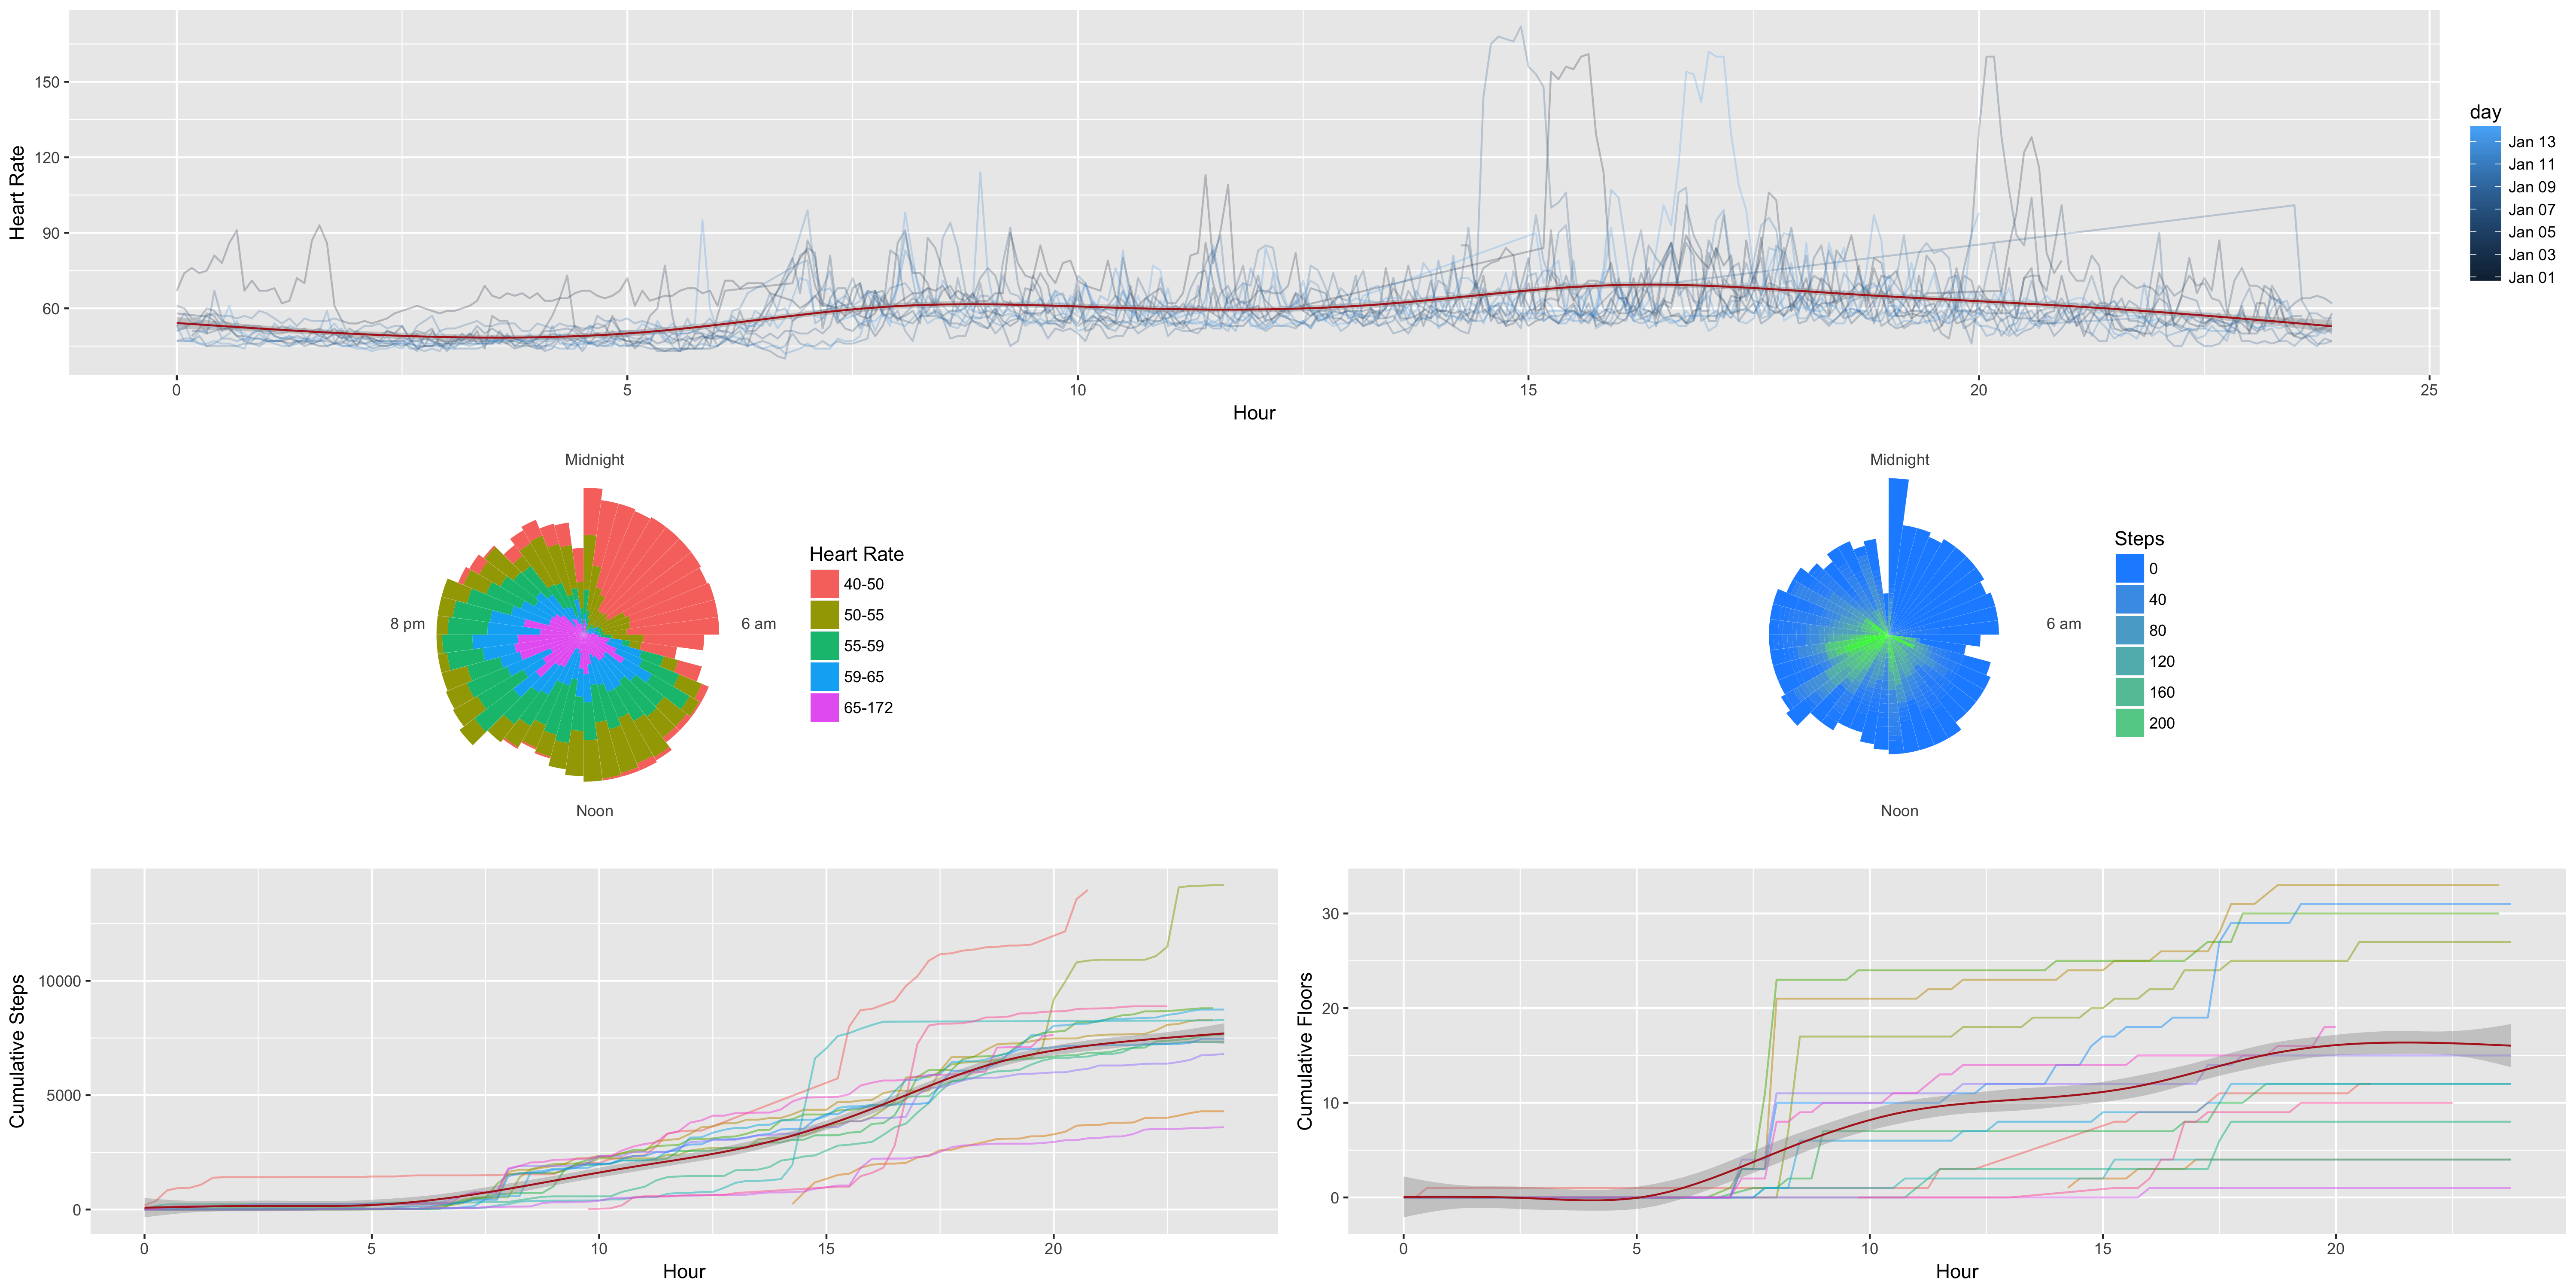 Heart Rate
150
120
90
60
0
5
10
15
20
25
Hour
day
Jan 13
Jan 11
Jan 09
Jan 07
Jan 05
Jan 03
Jan 01
Midnight
8 pm
6 am
Noon
Heart Rate
40-50
50-55
55-59
59-65
65-172
Midnight
6 am
Noon
Steps
0
40
80
120
160
200
Cumulative Steps
10000
5000
0
0
5
10
15
20
Hour
Cumulative Floors
30
20
10
0
0
5
10
15
20
Hour